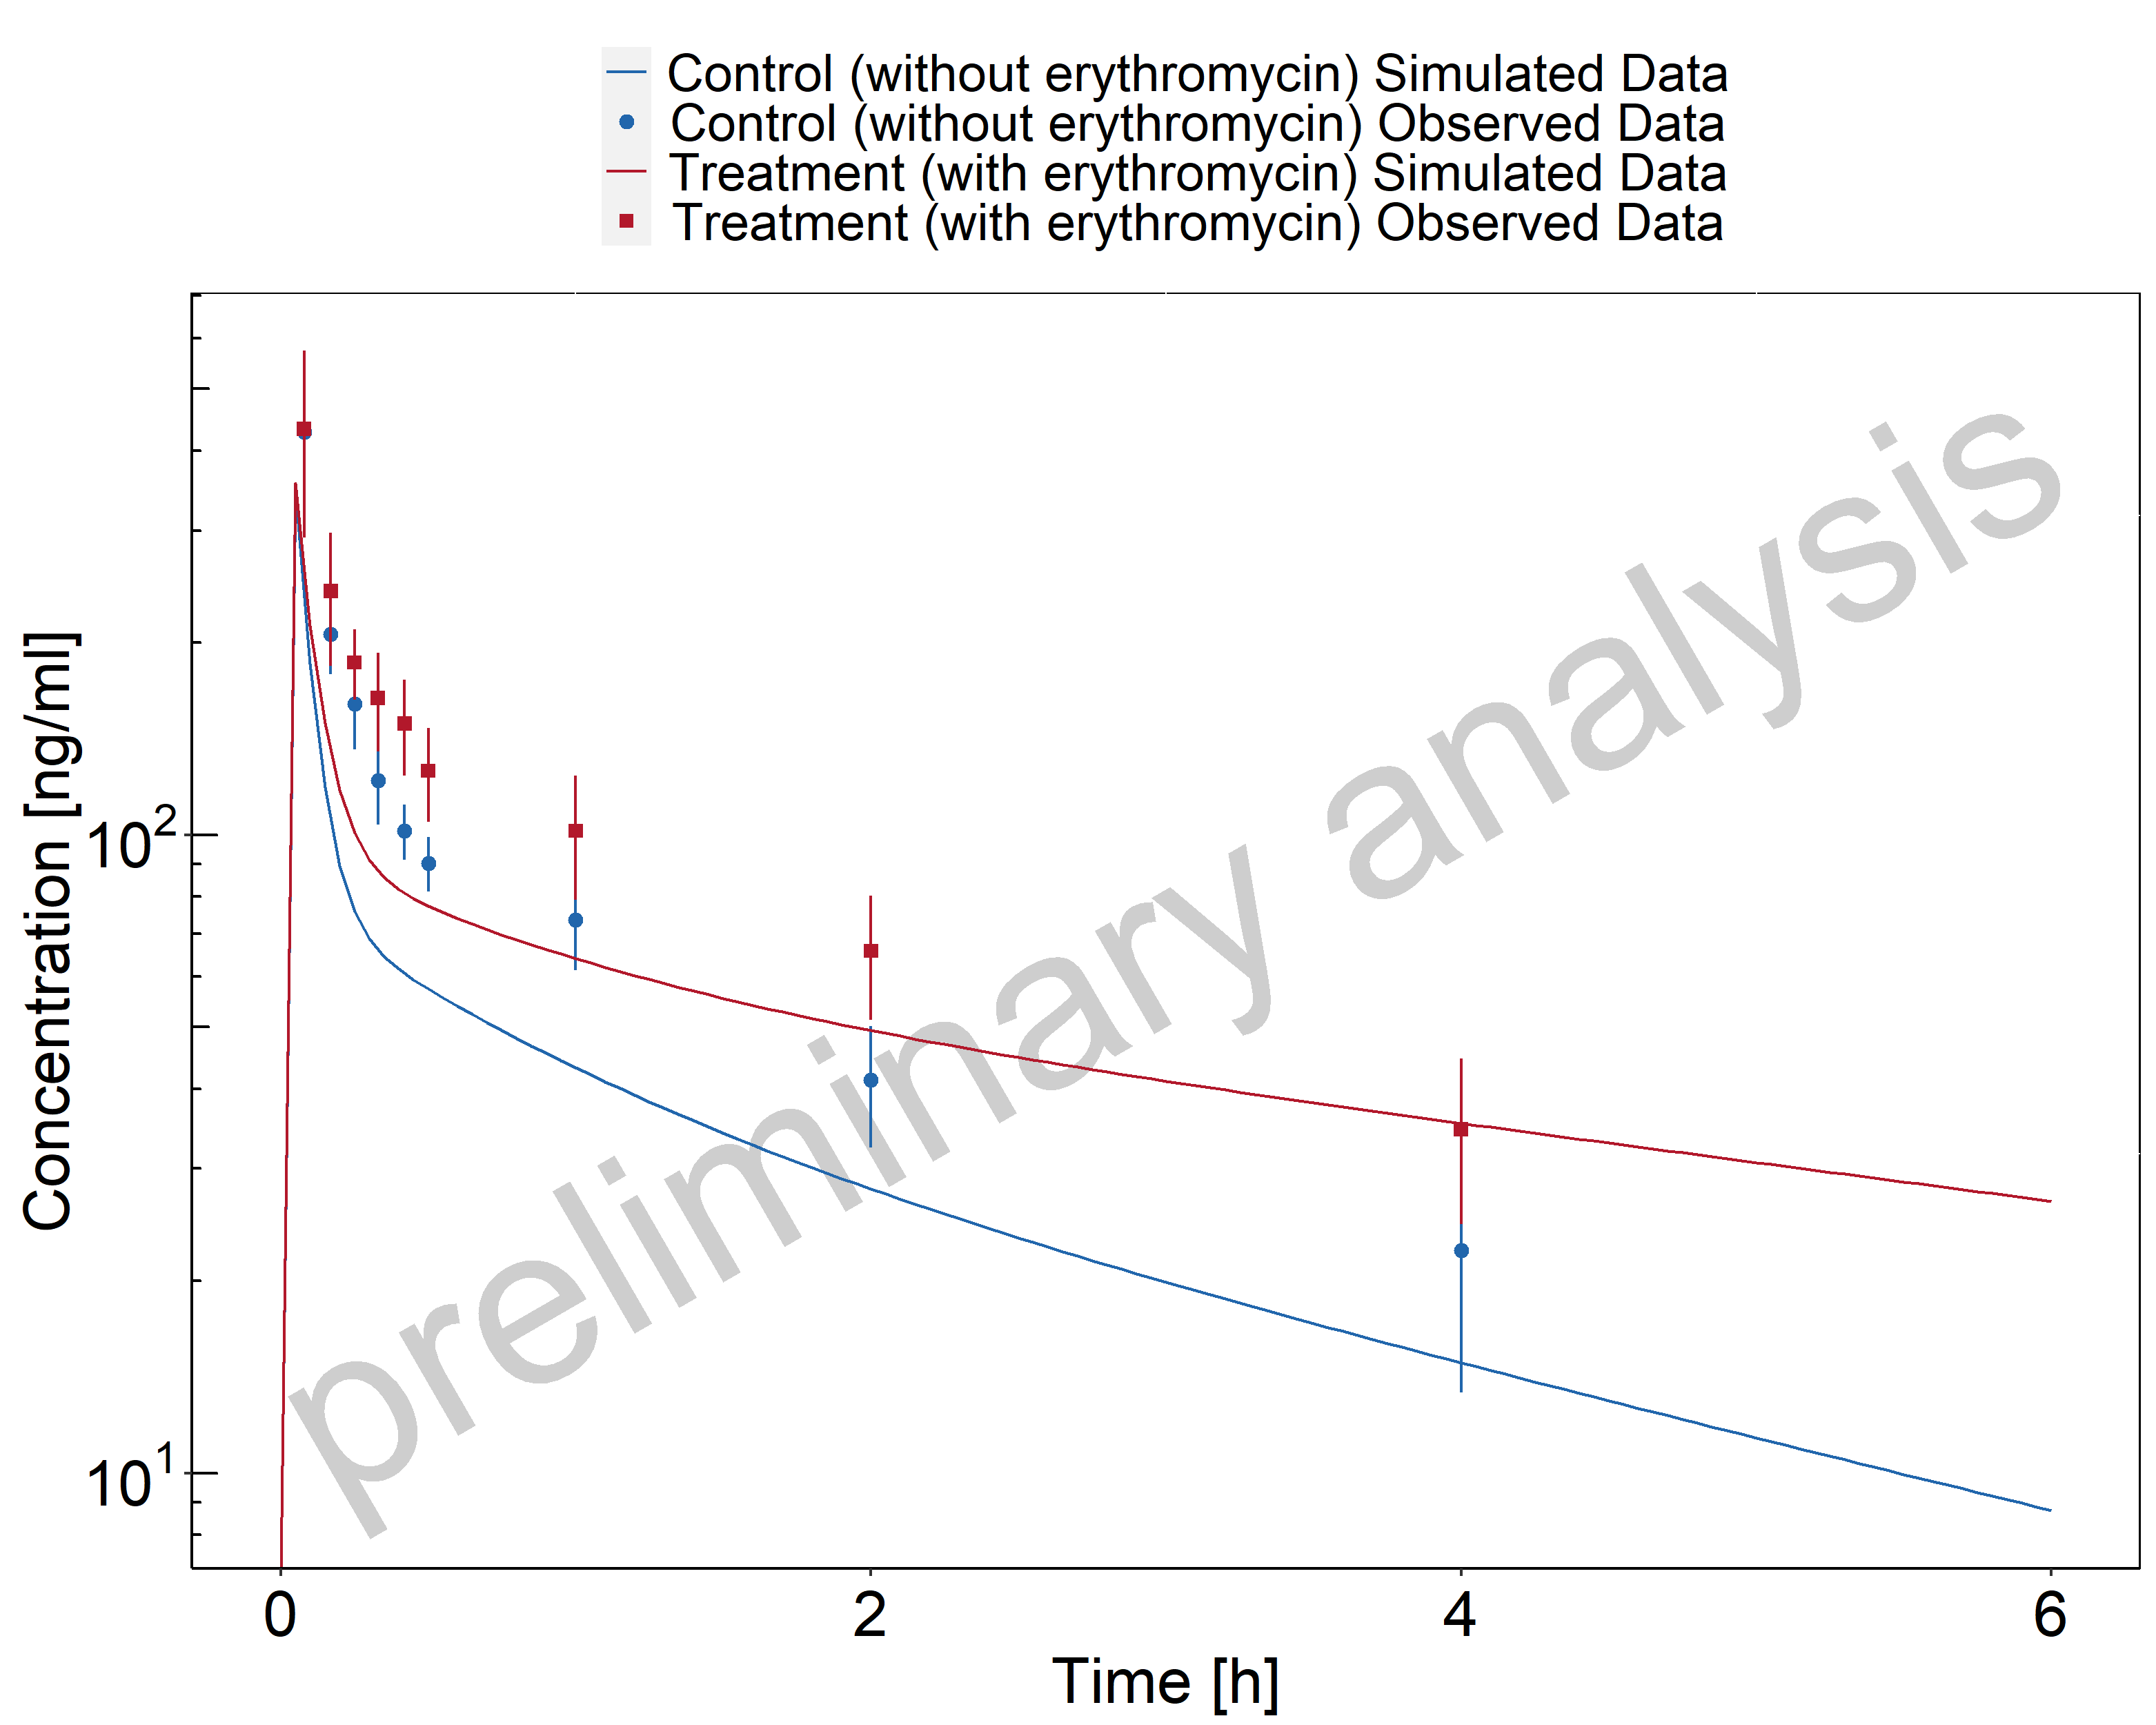 Control (without erythromycin) Simulated Data
Control (without erythromycin) Observed Data
Treatment (with erythromycin) Simulated Data
Treatment (with erythromycin) Observed Data
Concentration [ng/ml]
10²
10¹
preliminary analysis
0 2 4 6
Time [h]